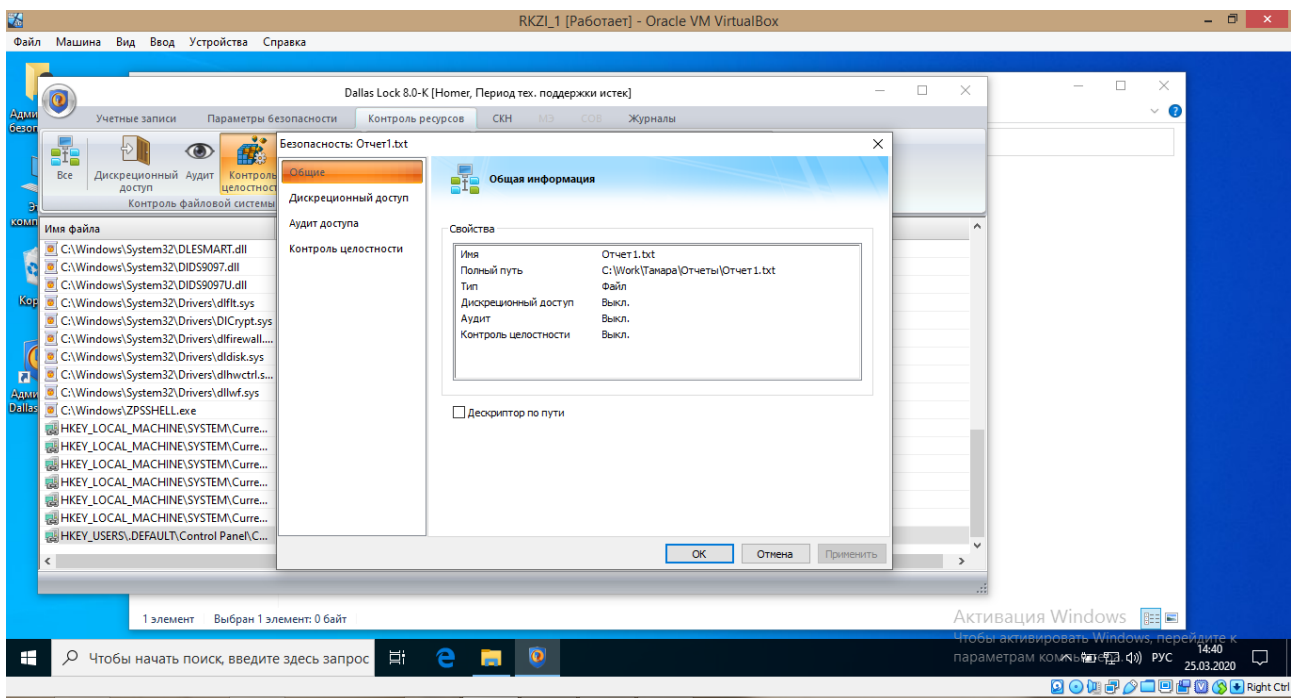 RKZI_1 [Работает] - Oracle VM VirtualBox
Файл Машина Вид Ввод Устройства Справка
Dallas Lock 8.0-K [Homer, Период тех. поддержки истек]
Учетные записи Параметры безопасности Контроль ресурсов СКН МЭ СОВ Журналы
Все
Дискреционный доступ
Аудит
Контроль
Контроль файловой системы
Имя файла
C:\Windows\System32\DLESMART.dll
C:\Windows\System32\DIDS9097.dll
C:\Windows\System32\DIDS9097U.dll
C:\Windows\System32\Drivers\dlflt.sys
C:\Windows\System32\Drivers\DlCrypt.sys
C:\Windows\System32\Drivers\dlfirewall....
C:\Windows\System32\Drivers\dldisk.sys
C:\Windows\System32\Drivers\dlhwctrl.s...
C:\Windows\System32\Drivers\dllwf.sys
C:\Windows\ZPSSHELL.exe
HKEY_LOCAL_MACHINE\SYSTEM\Curre...
HKEY_LOCAL_MACHINE\SYSTEM\Curre...
HKEY_LOCAL_MACHINE\SYSTEM\Curre...
HKEY_LOCAL_MACHINE\SYSTEM\Curre...
HKEY_LOCAL_MACHINE\SYSTEM\Curre...
HKEY_LOCAL_MACHINE\SYSTEM\Curre...
HKEY_USERS\.DEFAULT\Control Panel\C...
Безопасность: Отчет1.txt
Общие
Дискреционный доступ
Аудит доступа
Контроль целостности
Общая информация
Свойства
Имя Отчет1.txt
Полный путь C:\Work\Тамара\Отчеты\Отчет1.txt
Тип Файл
Дискреционный доступ Выкл.
Аудит Выкл.
Контроль целостности Выкл.
Дескриптор по пути
OK Отмена Применить
1 элемент Выбран 1 элемент: 0 байт
Активация Windows
Чтобы активировать Windows, перейдите к
параметрам
Чтобы начать поиск, введите здесь запрос
РУС
14:40
25.03.2020
Right Ctrl